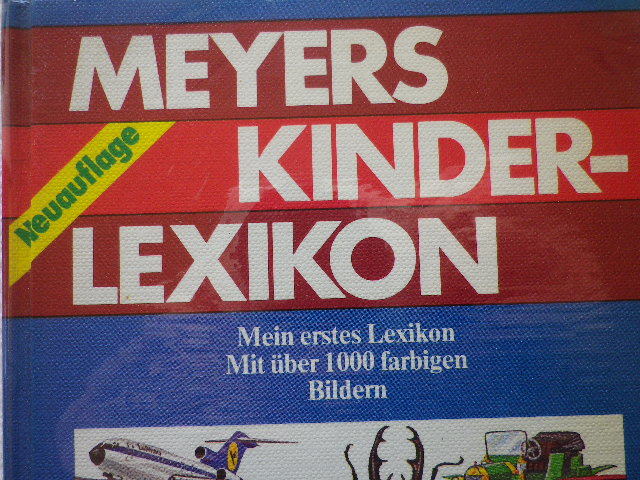 MEYERS
Neuauflage
KINDER-
LEXIKON
Mein erstes Lexikon
Mit über 1000 farbigen
Bildern